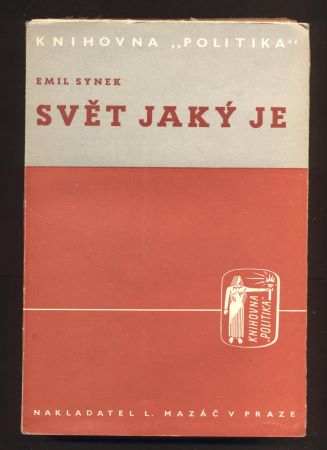 KNIHOVNA „POLITIKA“
EMIL SYNEK
SVĚT JAKÝ JE
KNIHOVNA
„POLITIKA“
NAKLADATEL L. MAZÁČ V PRAZE